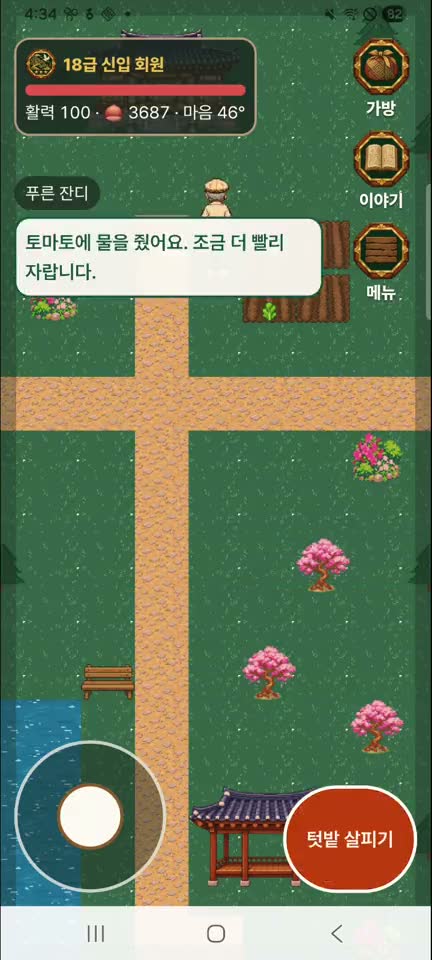 4:34
82
18급 신입 회원
활력 100 · 3687 · 마음 46°
가방
이야기
푸른 잔디
토마토에 물을 줬어요. 조금 더 빨리
자랍니다.
메뉴
텃밭 살피기